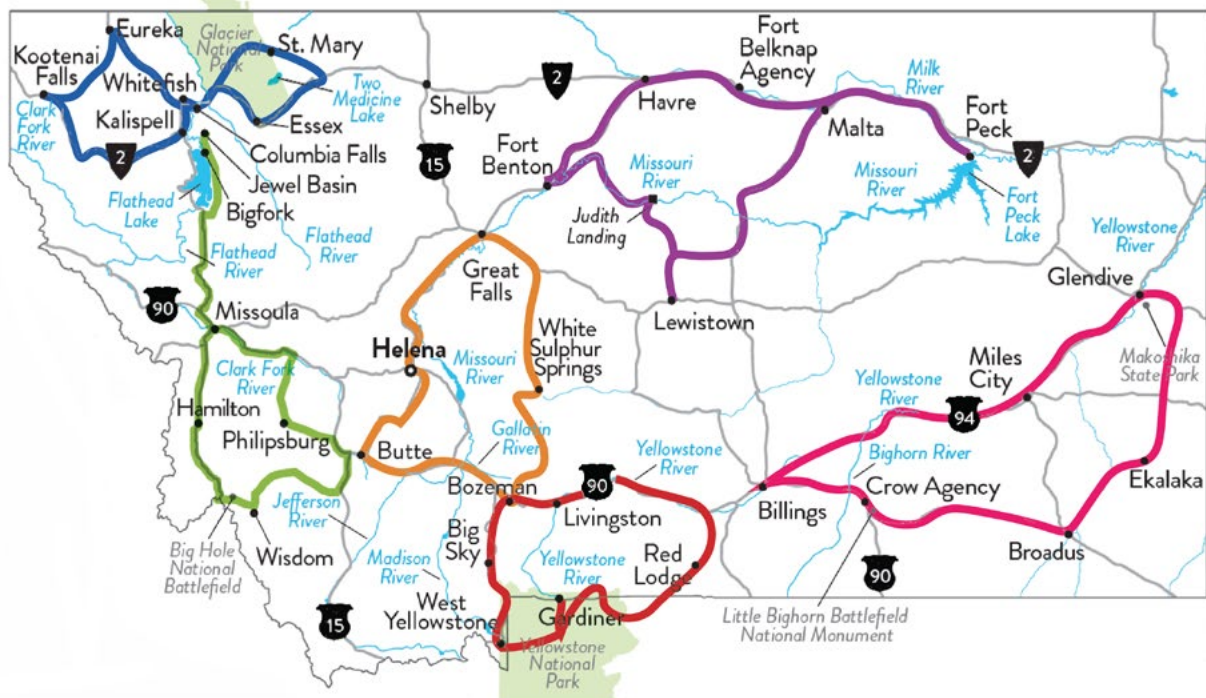 Eureka
Glacier
National
Park
St. Mary
Kootenai
Falls
Whitefish
Two
Medicine
Lake
Clark
Fork
River
Kalispell
Essex
2
Columbia Falls
Jewel Basin
Flathead
Lake
Bigfork
Flathead
River
Flathead
River
Shelby
15
2
Fort
Belknap
Agency
Milk
River
Havre
Malta
Fort
Peck
2
Fort
Benton
Missouri
River
Judith
Landing
Missouri
River
Fort
Peck
Lake
Yellowstone
River
Glendive
90
Missoula
Great
Falls
Lewistown
Helena
Missouri
River
White
Sulphur
Springs
Makoshika
State Park
Miles
City
Yellowstone
River
94
Clark Fork
River
Hamilton
Philipsburg
Butte
Gallatin
River
Yellowstone
River
Bighorn River
Ekalaka
Bozeman
90
Livingston
Billings
Crow Agency
Jefferson
River
Wisdom
Big Hole
National
Battlefield
Big
Sky
Madison
River
Yellowstone
River
Red
Lodge
Broadus
90
West
Yellowstone
Gardiner
Little Bighorn Battlefield
National Monument
15
Yellowstone
National
Park